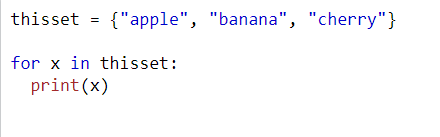 thisset = {"apple", "banana", "cherry"}

for x in thisset:
  print(x)